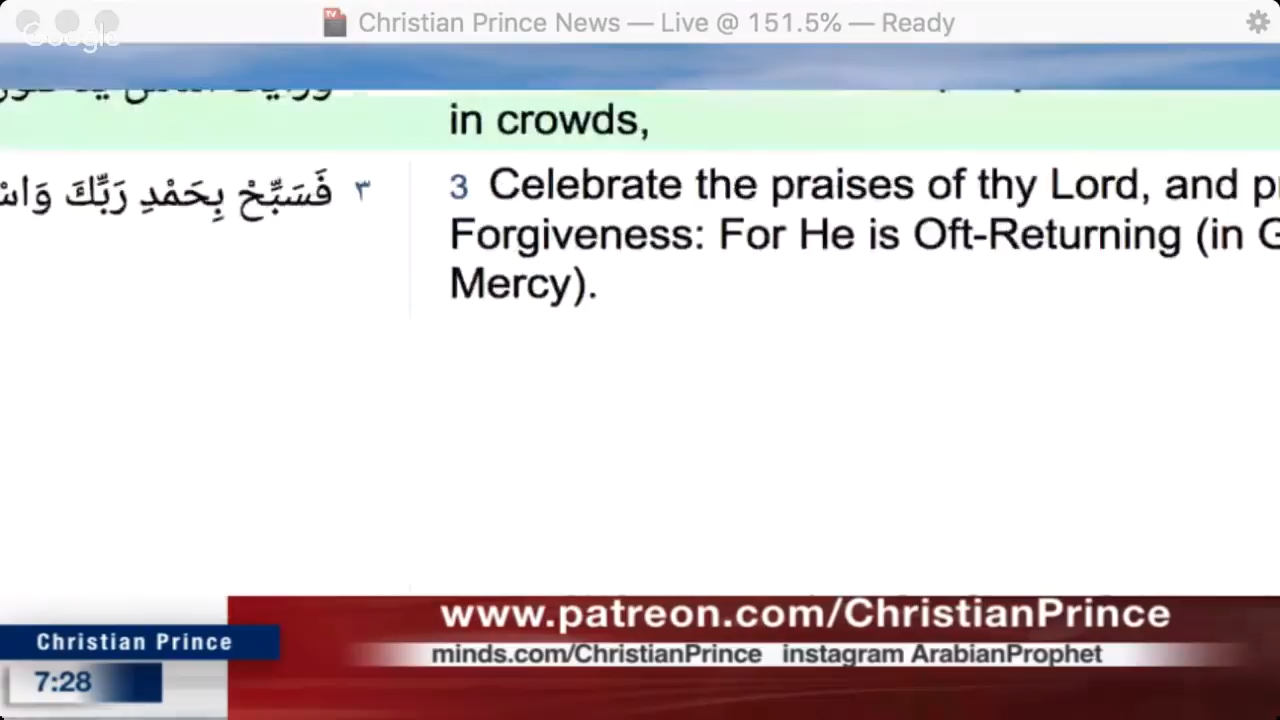 Christian Prince News — Live @ 151.5% — Ready
Google
in crowds,
فَسَبِّحْ بِحَمْدِ رَبِّكَ ٣
3 Celebrate the praises of thy Lord, and
Forgiveness: For He is Oft-Returning (in
Mercy).
www.patreon.com/ChristianPrince
Christian Prince
minds.com/ChristianPrince instagram ArabianProphet
7:28